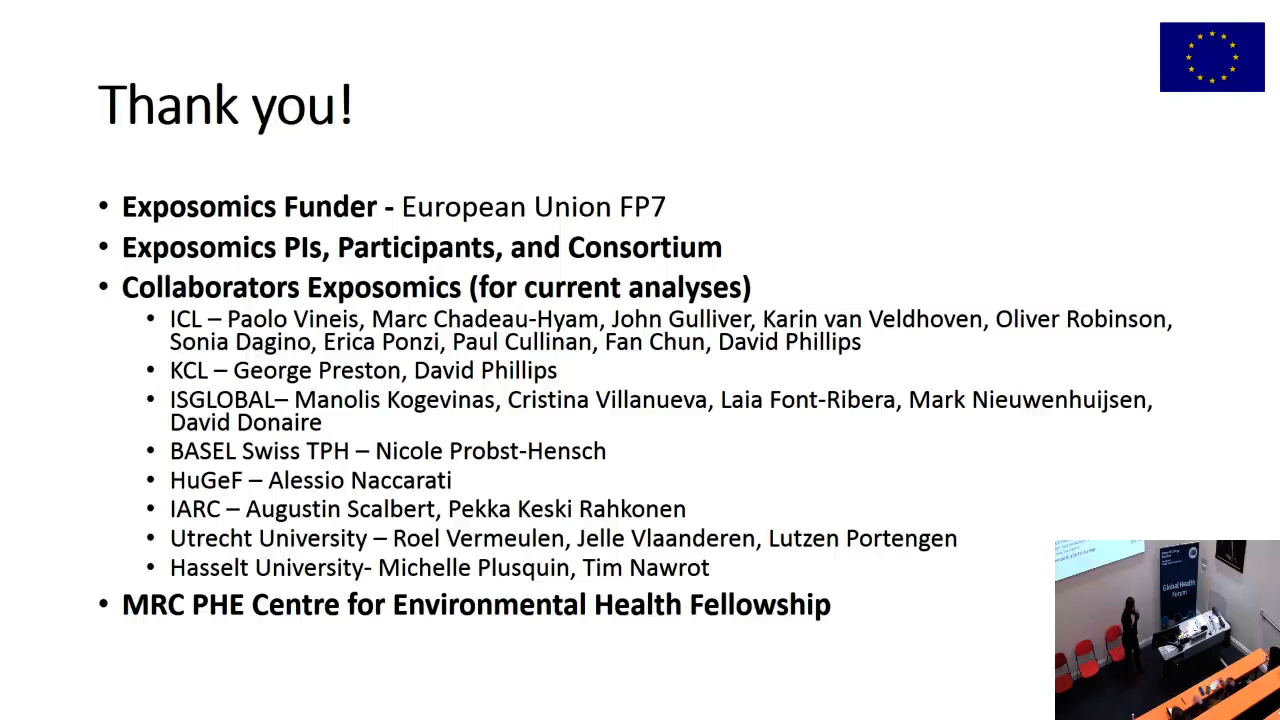 Thank you!
• Exposomics Funder - European Union FP7
• Exposomics PIs, Participants, and Consortium
• Collaborators Exposomics (for current analyses)
• ICL – Paolo Vineis, Marc Chadeau-Hyam, John Gulliver, Karin van Veldhoven, Oliver Robinson,
Sonia Dagino, Erica Ponzi, Paul Cullinan, Fan Chun, David Phillips
• KCL – George Preston, David Phillips
• ISGLOBAL– Manolis Kogevinas, Cristina Villanueva, Laia Font-Ribera, Mark Nieuwenhuijsen,
David Donaire
• BASEL Swiss TPH – Nicole Probst-Hensch
• HuGeF – Alessio Naccarati
• IARC – Augustin Scalbert, Pekka Keski Rahkonen
• Utrecht University – Roel Vermeulen, Jelle Vlaanderen, Lutzen Portengen
• Hasselt University- Michelle Plusquin, Tim Nawrot
• MRC PHE Centre for Environmental Health Fellowship
Global Health
Forum